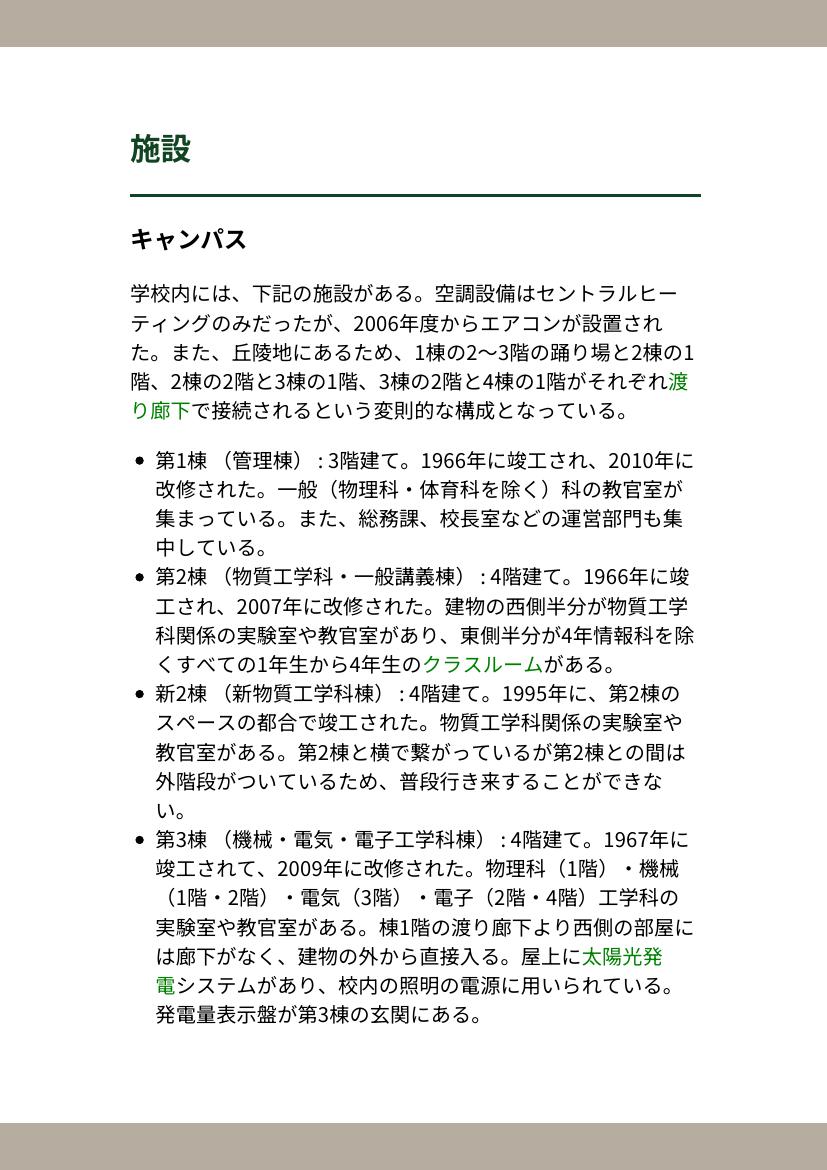 施設
キャンパス
学校内には、下記の施設がある。空調設備はセントラルヒー
ティングのみだったが、2006年度からエアコンが設置され
た。また、丘陵地にあるため、1棟の2〜3階の踊り場と2棟の1
階、2棟の2階と3棟の1階、3棟の2階と4棟の1階がそれぞれ渡
り廊下で接続されるという変則的な構成となっている。
• 第1棟 （管理棟） : 3階建て。1966年に竣工され、2010年に
改修された。一般（物理科・体育科を除く）科の教官室が
集まっている。また、総務課、校長室などの運営部門も集
中している。
• 第2棟 （物質工学科・一般講義棟） : 4階建て。1966年に竣
工され、2007年に改修された。建物の西側半分が物質工学
科関係の実験室や教官室があり、東側半分が4年情報科を除
くすべての1年生から4年生のクラスルームがある。
• 新2棟 （新物質工学科棟） : 4階建て。1995年に、第2棟の
スペースの都合で竣工された。物質工学科関係の実験室や
教官室がある。第2棟と横で繋がっているが第2棟との間は
外階段がついているため、普段行き来することができな
い。
• 第3棟 （機械・電気・電子工学科棟） : 4階建て。1967年に
竣工されて、2009年に改修された。物理科（1階）・機械
（1階・2階）・電気（3階）・電子（2階・4階）工学科の
実験室や教官室がある。棟1階の渡り廊下より西側の部屋に
は廊下がなく、建物の外から直接入る。屋上に太陽光発
電システムがあり、校内の照明の電源に用いられている。
発電量表示盤が第3棟の玄関にある。